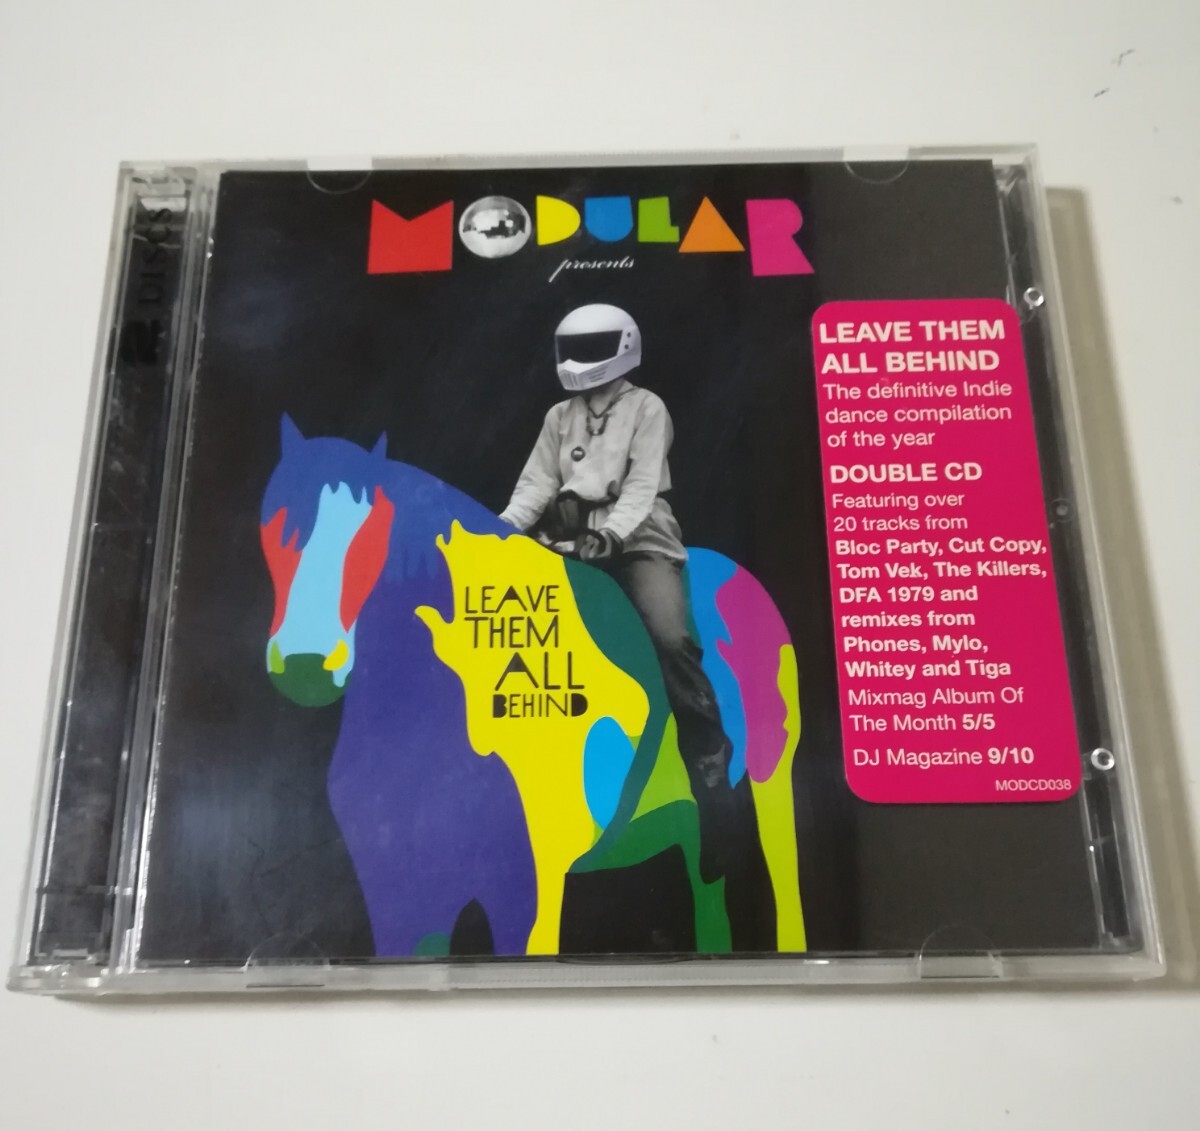 2 DISCS
MODULAR
presents
LEAVE
THEM
ALL
BEHIND
LEAVE THEM
ALL BEHIND
The definitive Indie
dance compilation
of the year
DOUBLE CD
Featuring over
20 tracks from
Bloc Party, Cut Copy,
Tom Vek, The Killers,
DFA 1979 and
remixes from
Phones, Mylo,
Whitey and Tiga
Mixmag Album Of
The Month 5/5
DJ Magazine 9/10
MODCD038